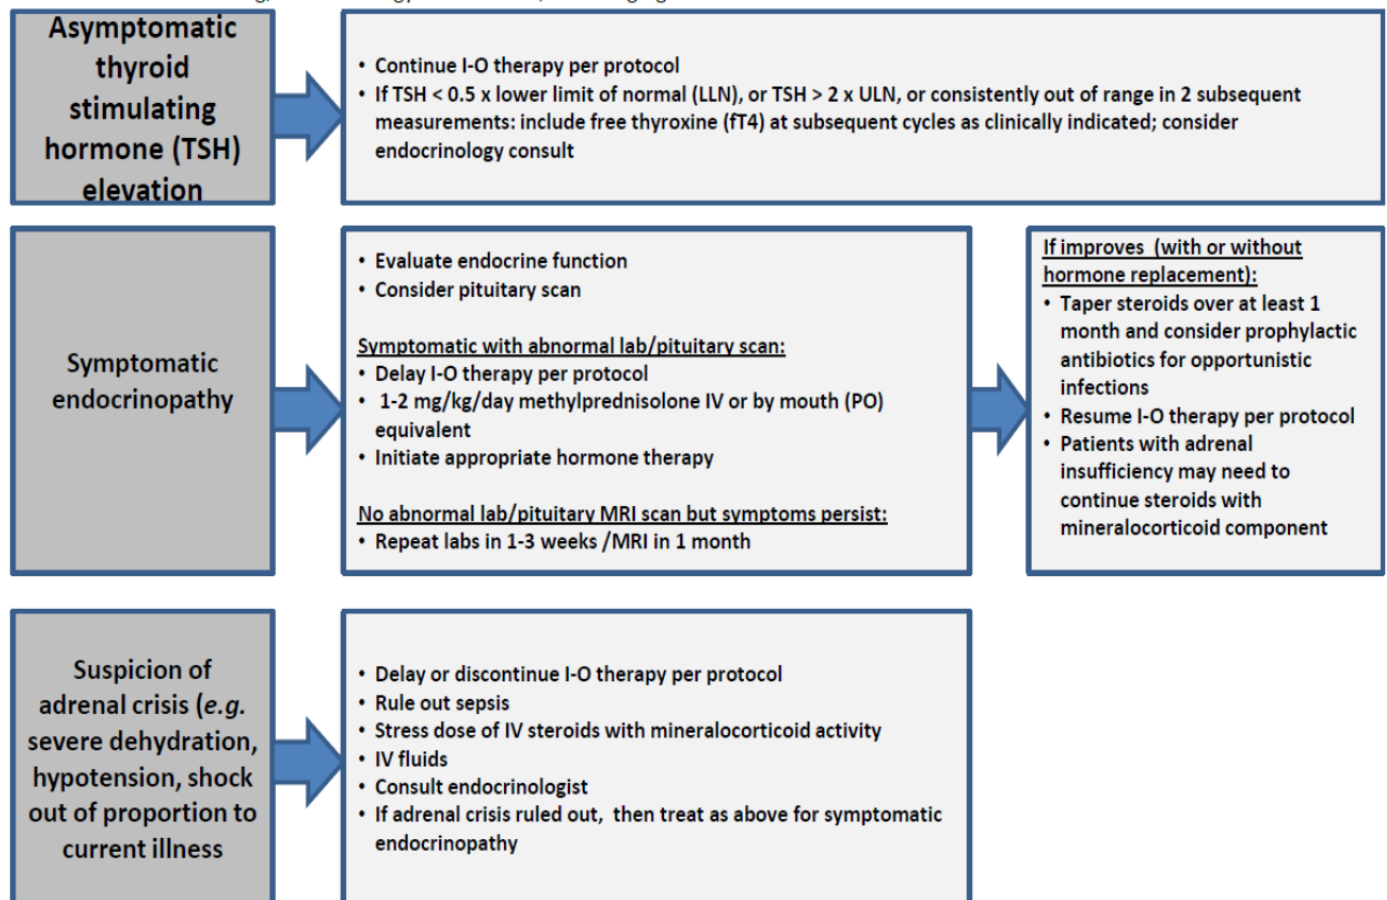 Asymptomatic
thyroid
stimulating
hormone (TSH)
elevation
• Continue I-O therapy per protocol
• If TSH < 0.5 x lower limit of normal (LLN), or TSH > 2 x ULN, or consistently out of range in 2 subsequent
measurements: include free thyroxine (fT4) at subsequent cycles as clinically indicated; consider
endocrinology consult
Symptomatic
endocrinopathy
• Evaluate endocrine function
• Consider pituitary scan
Symptomatic with abnormal lab/pituitary scan:
• Delay I-O therapy per protocol
• 1-2 mg/kg/day methylprednisolone IV or by mouth (PO)
equivalent
• Initiate appropriate hormone therapy
No abnormal lab/pituitary MRI scan but symptoms persist:
• Repeat labs in 1-3 weeks /MRI in 1 month
If improves (with or without
hormone replacement):
• Taper steroids over at least 1
month and consider prophylactic
antibiotics for opportunistic
infections
• Resume I-O therapy per protocol
• Patients with adrenal
insufficiency may need to
continue steroids with
mineralocorticoid component
Suspicion of
adrenal crisis (e.g.
severe dehydration,
hypotension, shock
out of proportion to
current illness
• Delay or discontinue I-O therapy per protocol
• Rule out sepsis
• Stress dose of IV steroids with mineralocorticoid activity
• IV fluids
• Consult endocrinologist
• If adrenal crisis ruled out, then treat as above for symptomatic
endocrinopathy